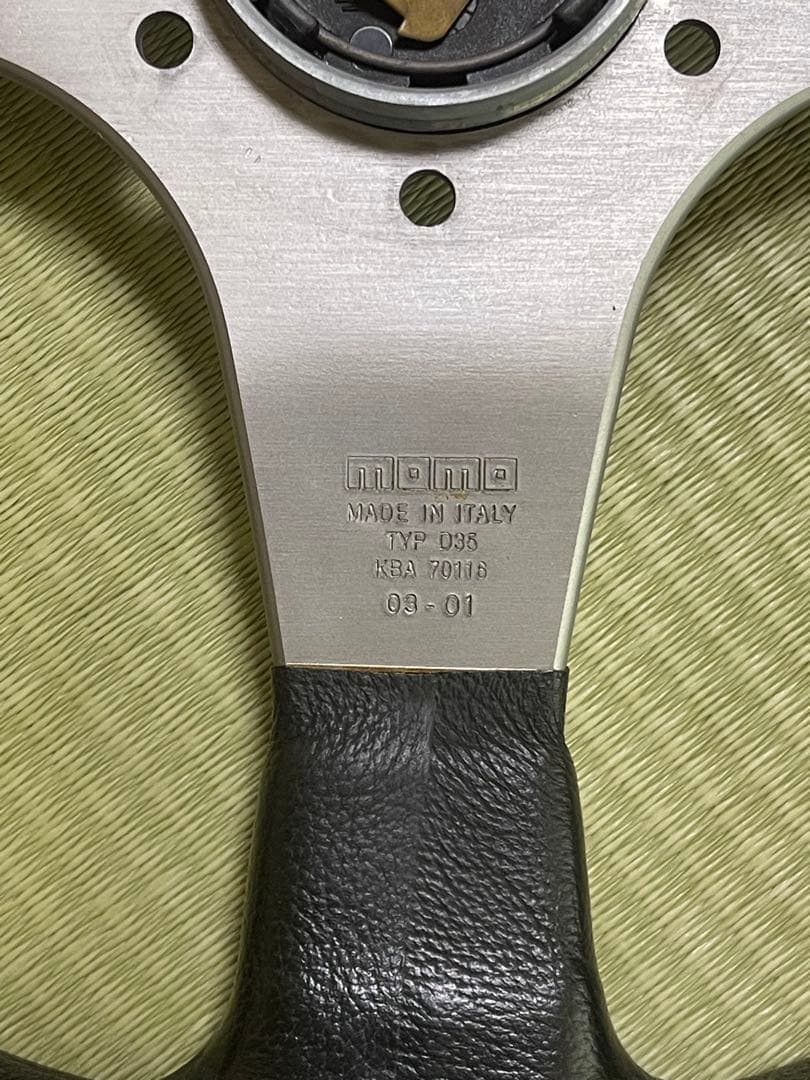 momo
MADE IN ITALY
TYP D35
KBA 70116
03-01